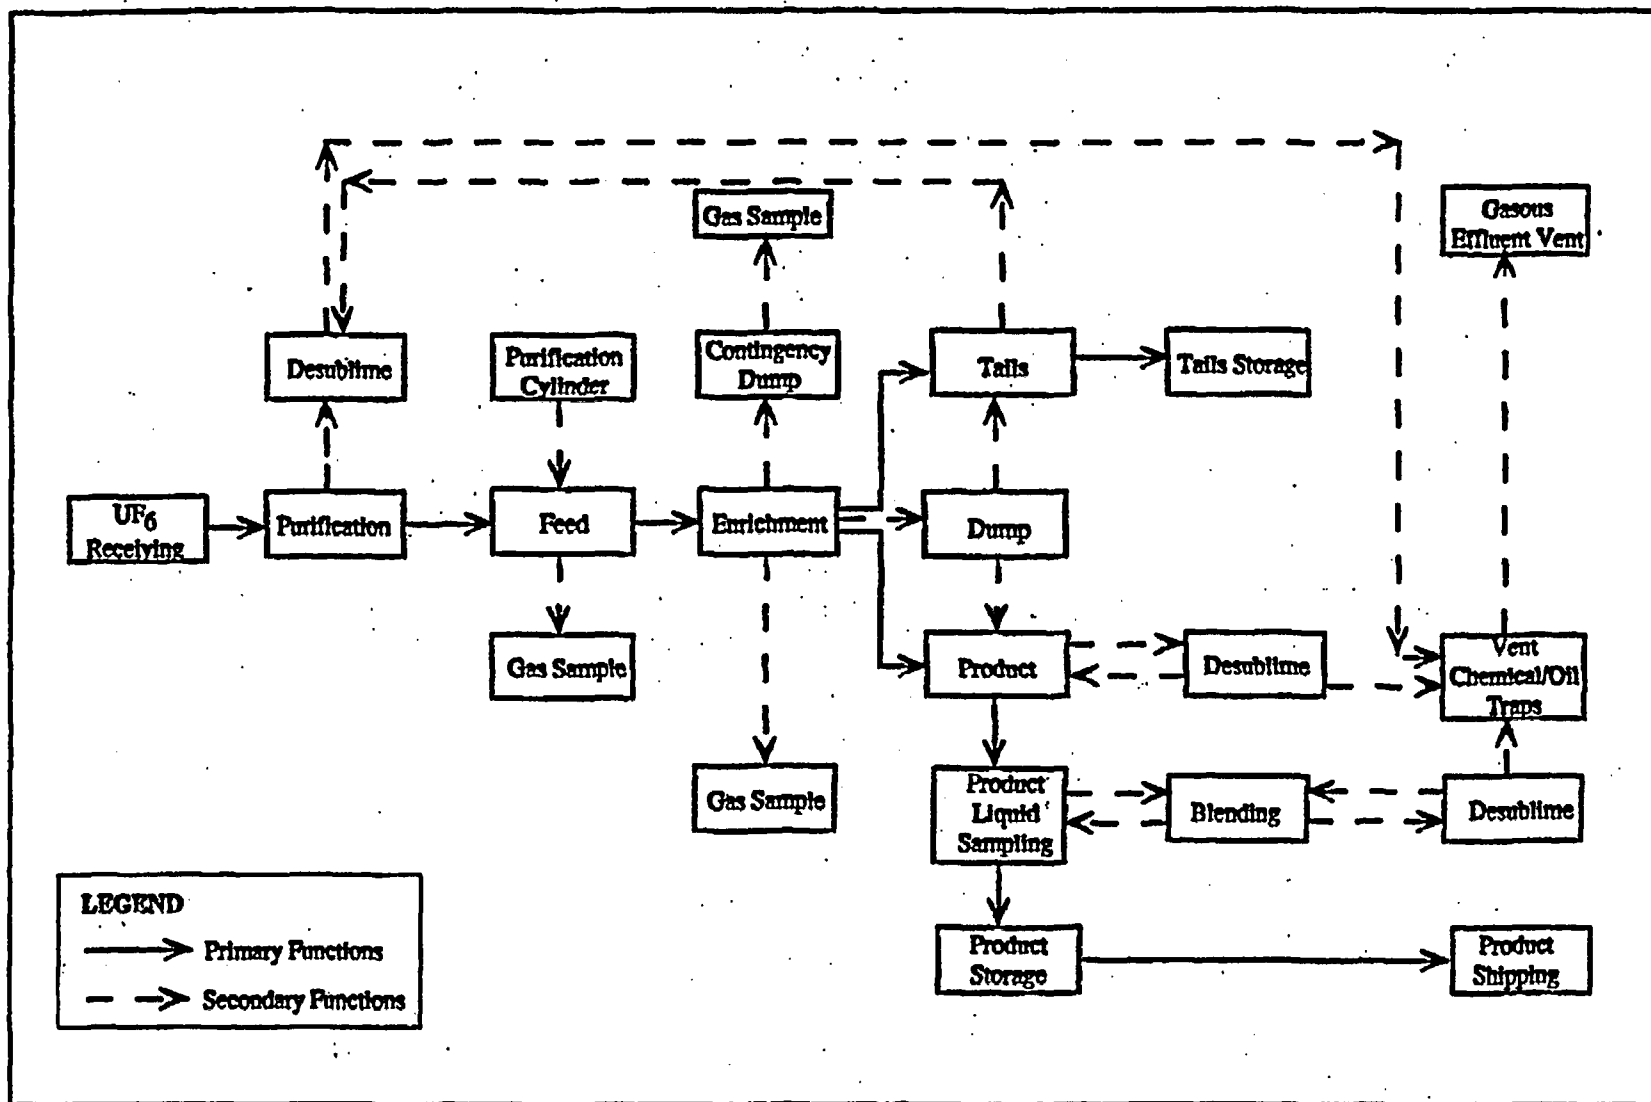 Gas Sample
Gasous
Effluent Vent
Desublime
Purification
Cylinder
Contingency
Dump
Tails
Tails Storage
UF6
Receiving
Purification
Feed
Enrichment
Dump
Gas Sample
Product
Desublime
Vent
Chemical/Oil
Traps
Gas Sample
Product
Liquid
Sampling
Blending
Desublime
LEGEND
Primary Functions
Secondary Functions
Product
Storage
Product
Shipping